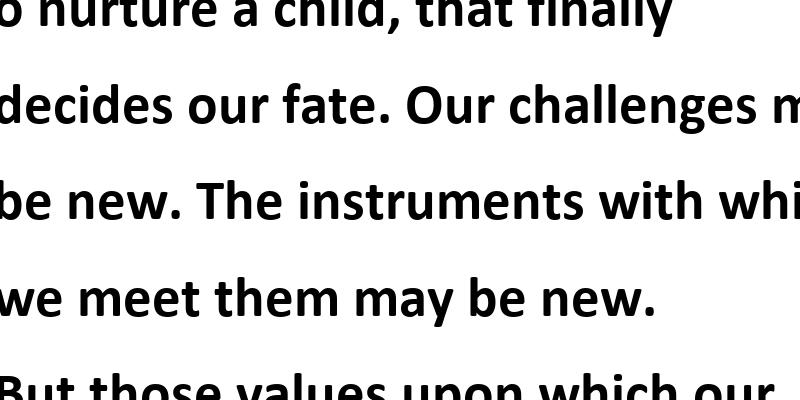 o nurture a child, that finally
decides our fate. Our challenges m
be new. The instruments with whi
we meet them may be new.
But those values upon which our